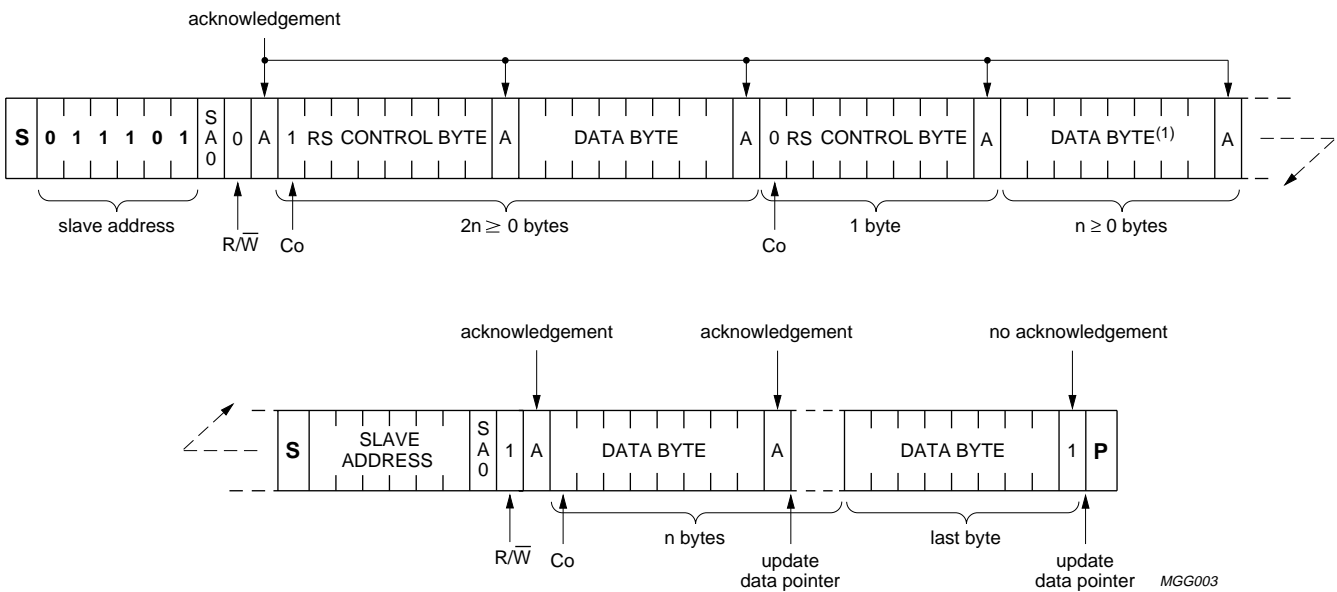 acknowledgement
S 0 1 1 1 0 1 S A 0 0 A 1 RS CONTROL BYTE A DATA BYTE A 0 RS CONTROL BYTE A DATA BYTE(1) A
slave address
2n ≥ 0 bytes
1 byte
n ≥ 0 bytes
R/W̅
Co
Co
acknowledgement
acknowledgement
no acknowledgement
S SLAVE ADDRESS S A 0 1 A DATA BYTE A DATA BYTE 1 P
n bytes
last byte
R/W̅
Co
update
data pointer
update
data pointer
MGG003